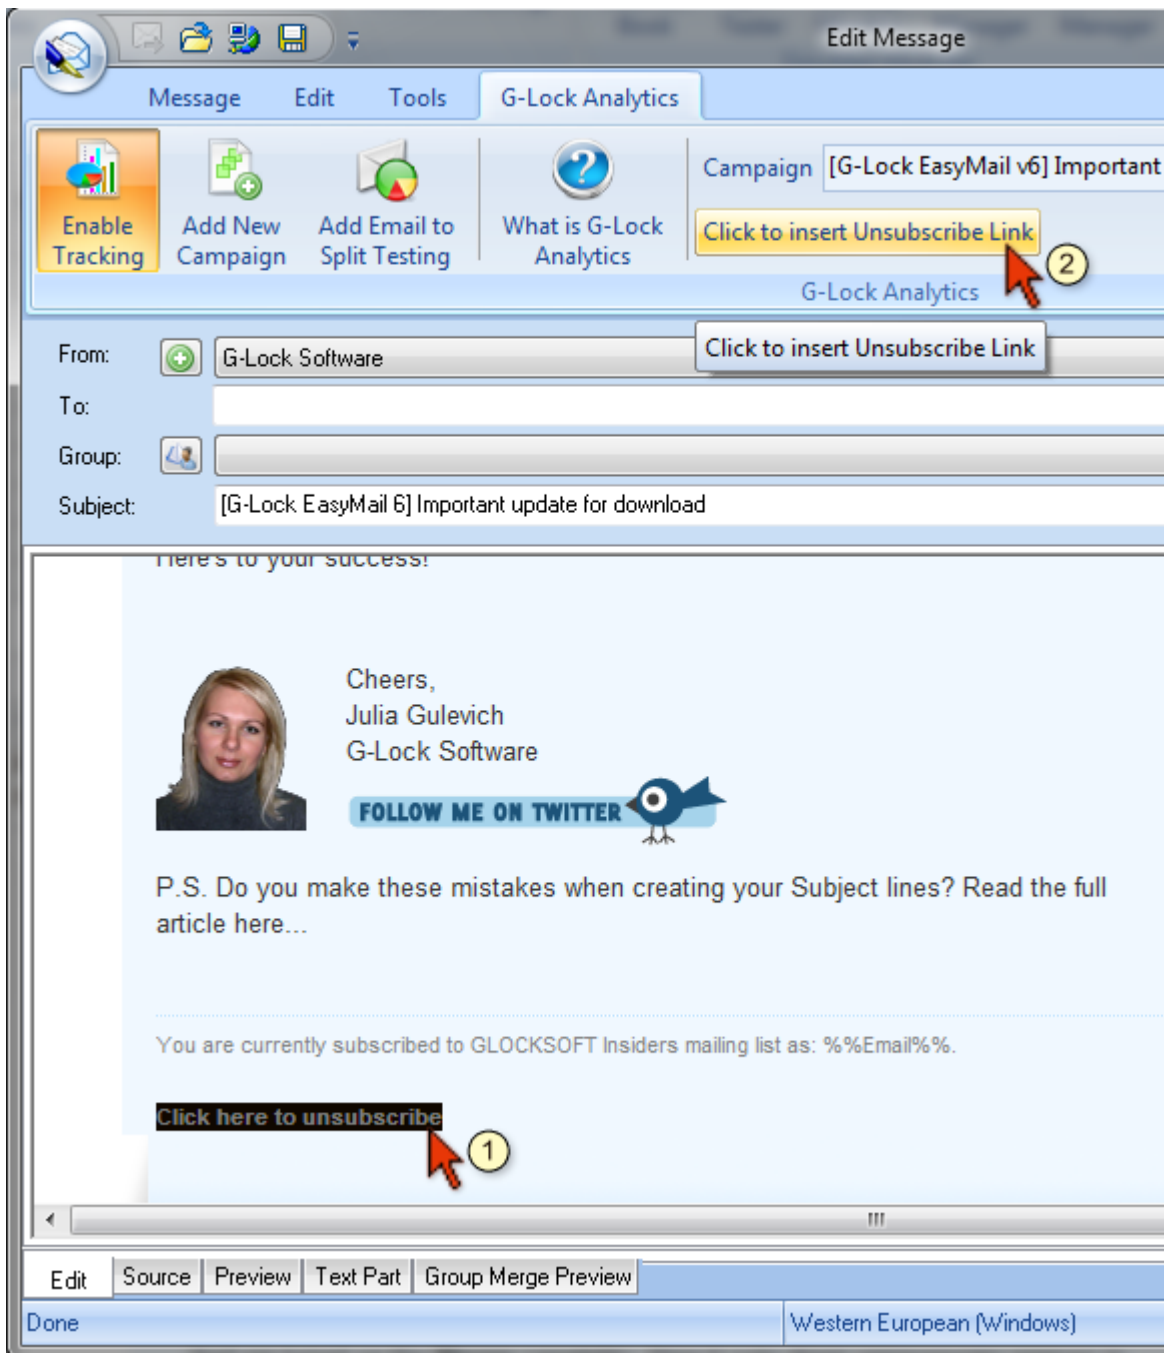 Edit Message
Message Edit Tools G-Lock Analytics
Campaign [G-Lock EasyMail v6] Important
Enable Tracking
Add New Campaign
Add Email to Split Testing
What is G-Lock Analytics
Click to insert Unsubscribe Link
2
G-Lock Analytics
Click to insert Unsubscribe Link
From: G-Lock Software
To:
Group:
Subject: [G-Lock EasyMail 6] Important update for download
Here's to your success!
Cheers,
Julia Gulevich
G-Lock Software
FOLLOW ME ON TWITTER
P.S. Do you make these mistakes when creating your Subject lines? Read the full
article here...
You are currently subscribed to GLOCKSOFT Insiders mailing list as: %%Email%%.
Click here to unsubscribe
1
Edit Source Preview Text Part Group Merge Preview
Done Western European (Windows)